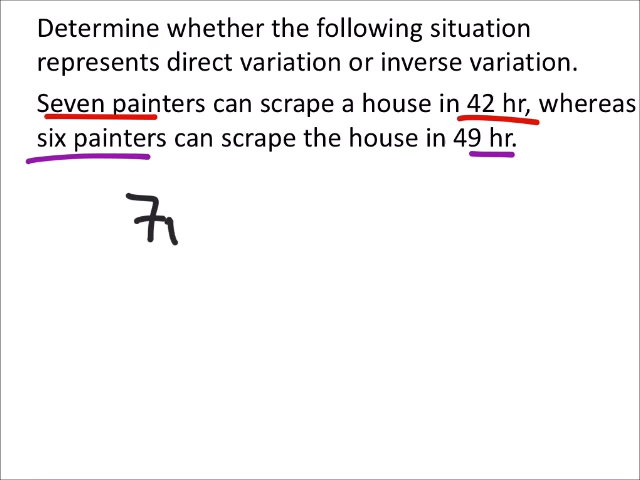 Determine whether the following situation
represents direct variation or inverse variation.
Seven painters can scrape a house in 42 hr, whereas
six painters can scrape the house in 49 hr.
7